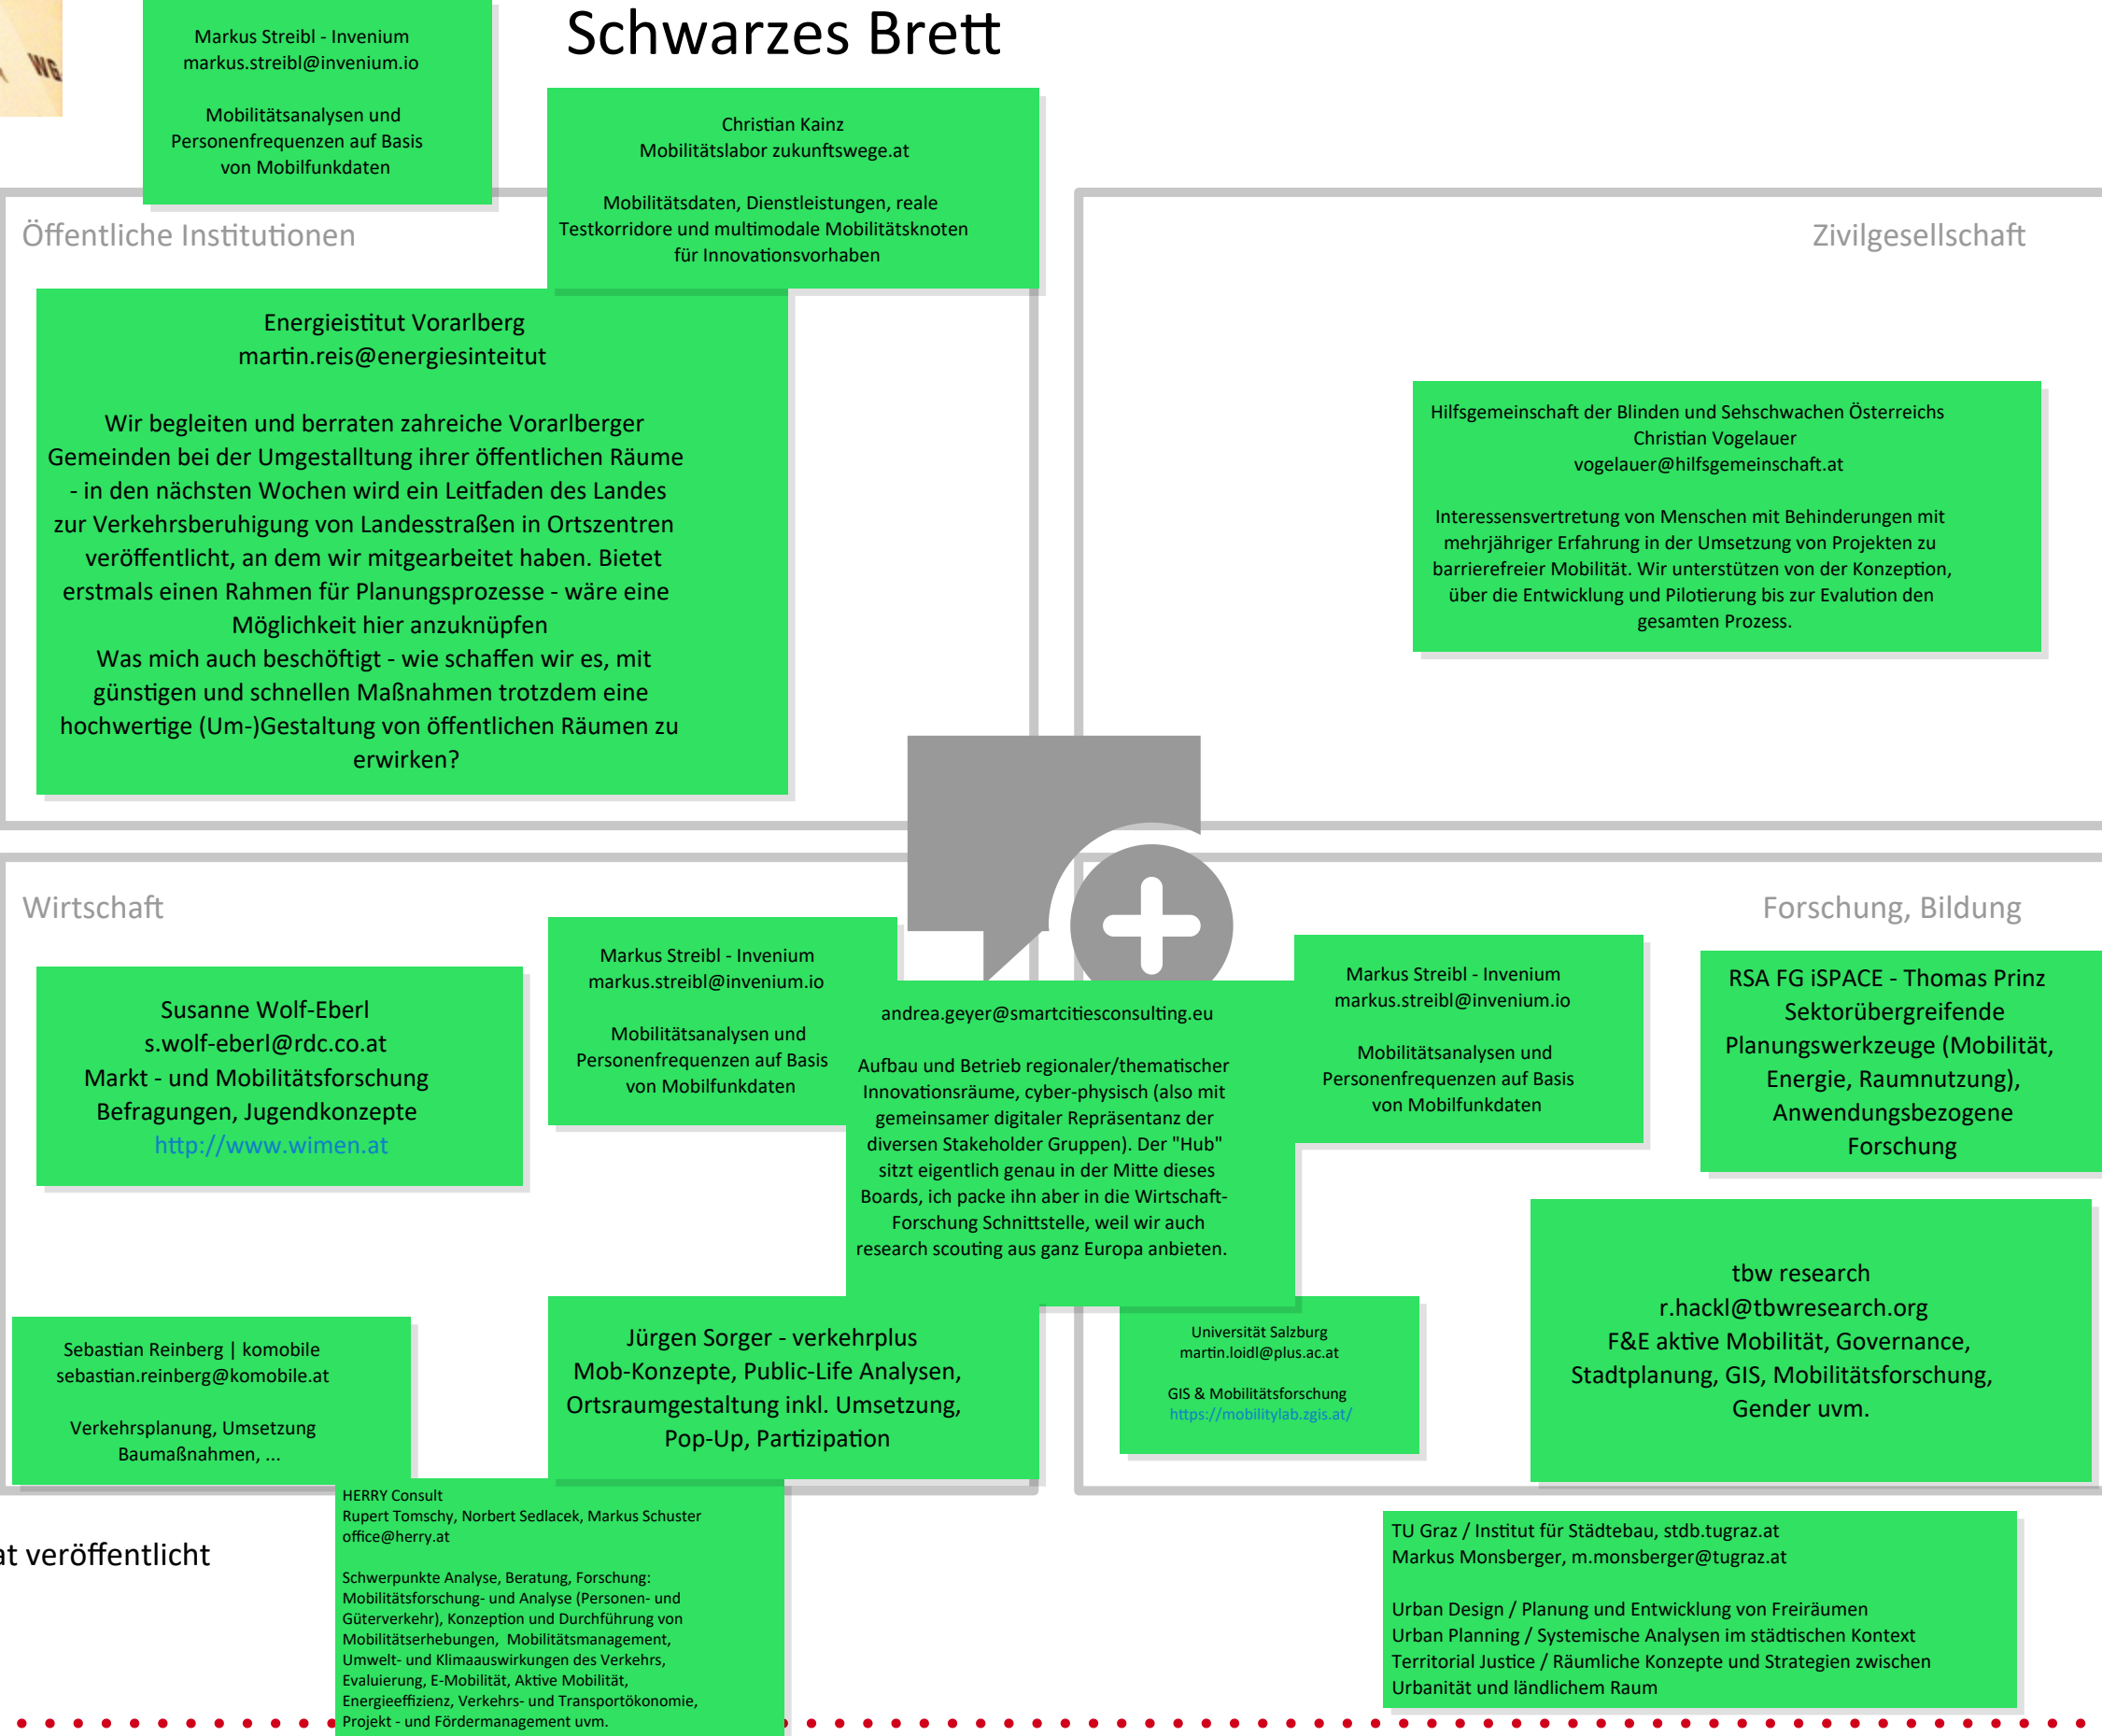 WG
Schwarzes Brett
Markus Streibl - Invenium
markus.streibl@invenium.io
Mobilitätsanalysen und
Personenfrequenzen auf Basis
von Mobilfunkdaten
Christian Kainz
Mobilitätslabor zukunftswege.at
Mobilitätsdaten, Dienstleistungen, reale
Testkorridore und multimodale Mobilitätsknoten
für Innovationsvorhaben
Öffentliche Institutionen
Energieistitut Vorarlberg
martin.reis@energiesinteitut
Wir begleiten und beraten zahreiche Vorarlberger
Gemeinden bei der Umgestalltung ihrer öffentlichen Räume
- in den nächsten Wochen wird ein Leitfaden des Landes
zur Verkehrsberuhigung von Landesstraßen in Ortszentren
veröffentlicht, an dem wir mitgearbeitet haben. Bietet
erstmals einen Rahmen für Planungsprozesse - wäre eine
Möglichkeit hier anzuknüpfen
Was mich auch beschöftigt - wie schaffen wir es, mit
günstigen und schnellen Maßnahmen trotzdem eine
hochwertige (Um-)Gestaltung von öffentlichen Räumen zu
erwirken?
Zivilgesellschaft
Hilfsgemeinschaft der Blinden und Sehschwachen Österreichs
Christian Vogelauer
vogelauer@hilfsgemeinschaft.at
Interessensvertretung von Menschen mit Behinderungen mit
mehrjähriger Erfahrung in der Umsetzung von Projekten zu
barrierefreier Mobilität. Wir unterstützen von der Konzeption,
über die Entwicklung und Pilotierung bis zur Evalution den
gesamten Prozess.
Wirtschaft
Susanne Wolf-Eberl
s.wolf-eberl@rdc.co.at
Markt - und Mobilitätsforschung
Befragungen, Jugendkonzepte
http://www.wimen.at
Markus Streibl - Invenium
markus.streibl@invenium.io
Mobilitätsanalysen und
Personenfrequenzen auf Basis
von Mobilfunkdaten
andrea.geyer@smartcitiesconsulting.eu
Aufbau und Betrieb regionaler/thematischer
Innovationsräume, cyber-physisch (also mit
gemeinsamer digitaler Repräsentanz der
diversen Stakeholder Gruppen). Der "Hub"
sitzt eigentlich genau in der Mitte dieses
Boards, ich packe ihn aber in die Wirtschaft-
Forschung Schnittstelle, weil wir auch
research scouting aus ganz Europa anbieten.
Sebastian Reinberg | komobile
sebastian.reinberg@komobile.at
Verkehrsplanung, Umsetzung
Baumaßnahmen, ...
Jürgen Sorger - verkehrplus
Mob-Konzepte, Public-Life Analysen,
Ortsraumgestaltung inkl. Umsetzung,
Pop-Up, Partizipation
HERRY Consult
Rupert Tomschy, Norbert Sedlacek, Markus Schuster
office@herry.at
Schwerpunkte Analyse, Beratung, Forschung:
Mobilitätsforschung- und Analyse (Personen- und
Güterverkehr), Konzeption und Durchführung von
Mobilitätserhebungen, Mobilitätsmanagement,
Umwelt- und Klimaauswirkungen des Verkehrs,
Evaluierung, E-Mobilität, Aktive Mobilität,
Energieeffizienz, Verkehrs- und Transportökonomie,
Projekt - und Fördermanagement uvm.
Forschung, Bildung
Markus Streibl - Invenium
markus.streibl@invenium.io
Mobilitätsanalysen und
Personenfrequenzen auf Basis
von Mobilfunkdaten
RSA FG iSPACE - Thomas Prinz
Sektorübergreifende
Planungswerkzeuge (Mobilität,
Energie, Raumnutzung),
Anwendungsbezogene
Forschung
Universität Salzburg
martin.loidl@plus.ac.at
GIS & Mobilitätsforschung
https://mobilitylab.zgis.at/
tbw research
r.hackl@tbwresearch.org
F&E aktive Mobilität, Governance,
Stadtplanung, GIS, Mobilitätsforschung,
Gender uvm.
TU Graz / Institut für Städtebau, stdb.tugraz.at
Markus Monsberger, m.monsberger@tugraz.at
Urban Design / Planung und Entwicklung von Freiräumen
Urban Planning / Systemische Analysen im städtischen Kontext
Territorial Justice / Räumliche Konzepte und Strategien zwischen
Urbanität und ländlichem Raum
at veröffentlicht